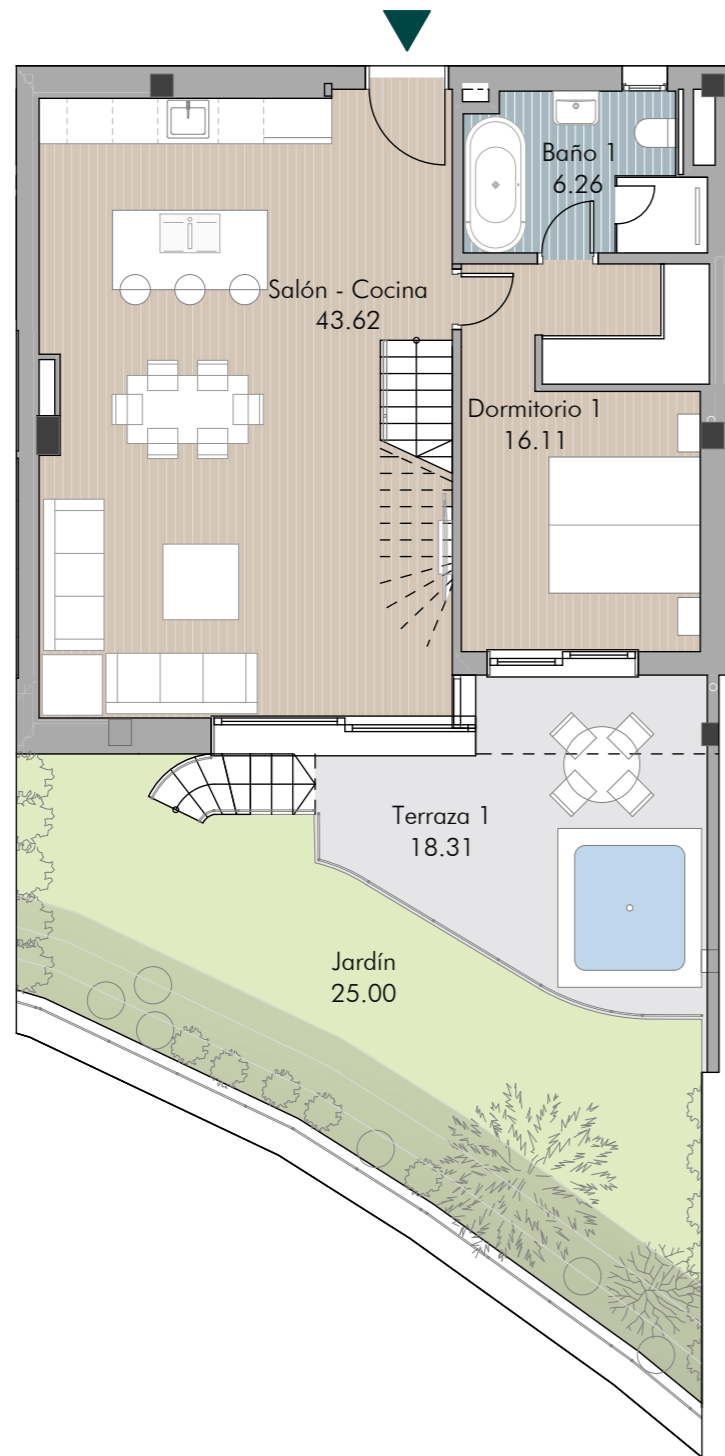 Baño 1
6.26
Salón - Cocina
43.62
Dormitorio 1
16.11
Terraza 1
18.31
Jardín
25.00